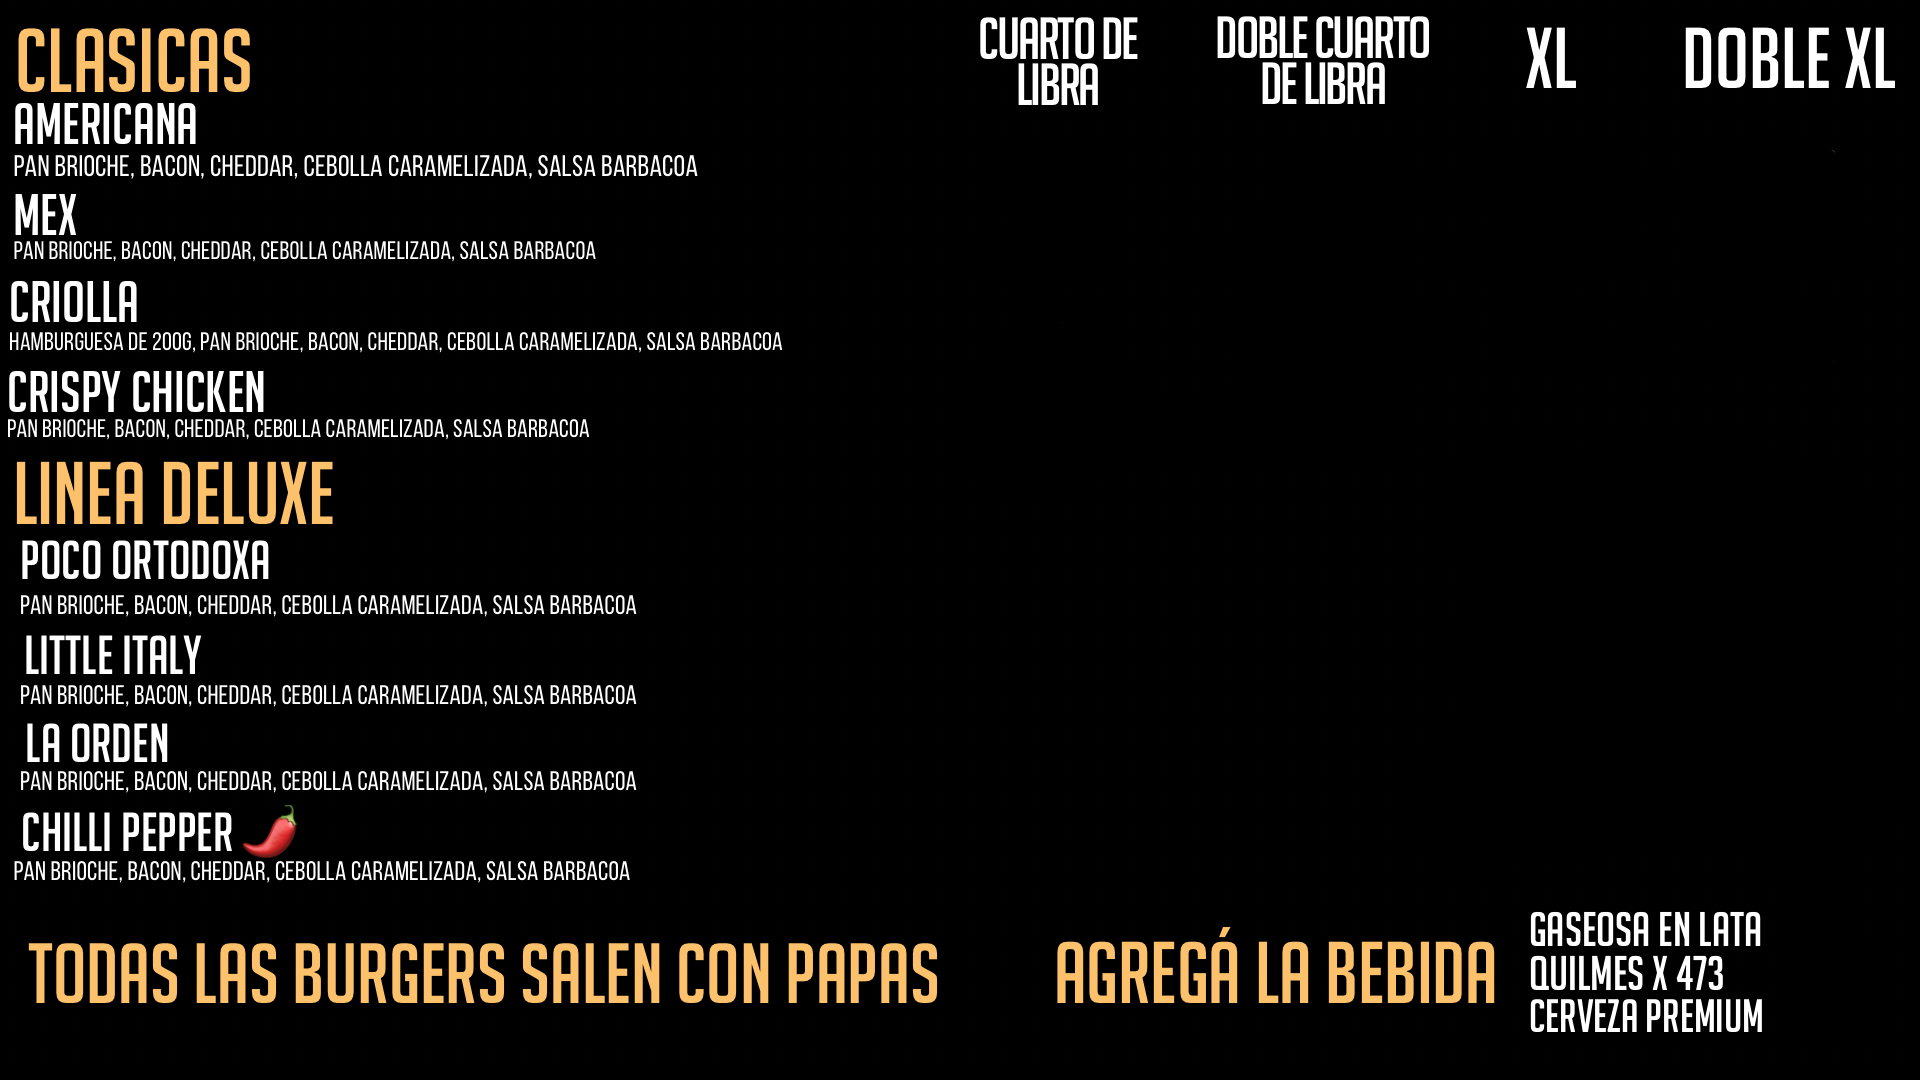 CLASICAS
CUARTO DE
LIBRA
DOBLE CUARTO
DE LIBRA
XL
DOBLE XL
AMERICANA
PAN BRIOCHE, BACON, CHEDDAR, CEBOLLA CARAMELIZADA, SALSA BARBACOA
MEX
PAN BRIOCHE, BACON, CHEDDAR, CEBOLLA CARAMELIZADA, SALSA BARBACOA
CRIOLLA
HAMBURGUESA DE 200G, PAN BRIOCHE, BACON, CHEDDAR, CEBOLLA CARAMELIZADA, SALSA BARBACOA
CRISPY CHICKEN
PAN BRIOCHE, BACON, CHEDDAR, CEBOLLA CARAMELIZADA, SALSA BARBACOA
LINEA DELUXE
POCO ORTODOXA
PAN BRIOCHE, BACON, CHEDDAR, CEBOLLA CARAMELIZADA, SALSA BARBACOA
LITTLE ITALY
PAN BRIOCHE, BACON, CHEDDAR, CEBOLLA CARAMELIZADA, SALSA BARBACOA
LA ORDEN
PAN BRIOCHE, BACON, CHEDDAR, CEBOLLA CARAMELIZADA, SALSA BARBACOA
CHILLI PEPPER
PAN BRIOCHE, BACON, CHEDDAR, CEBOLLA CARAMELIZADA, SALSA BARBACOA
TODAS LAS BURGERS SALEN CON PAPAS
AGREGÁ LA BEBIDA
GASEOSA EN LATA
QUILMES X 473
CERVEZA PREMIUM